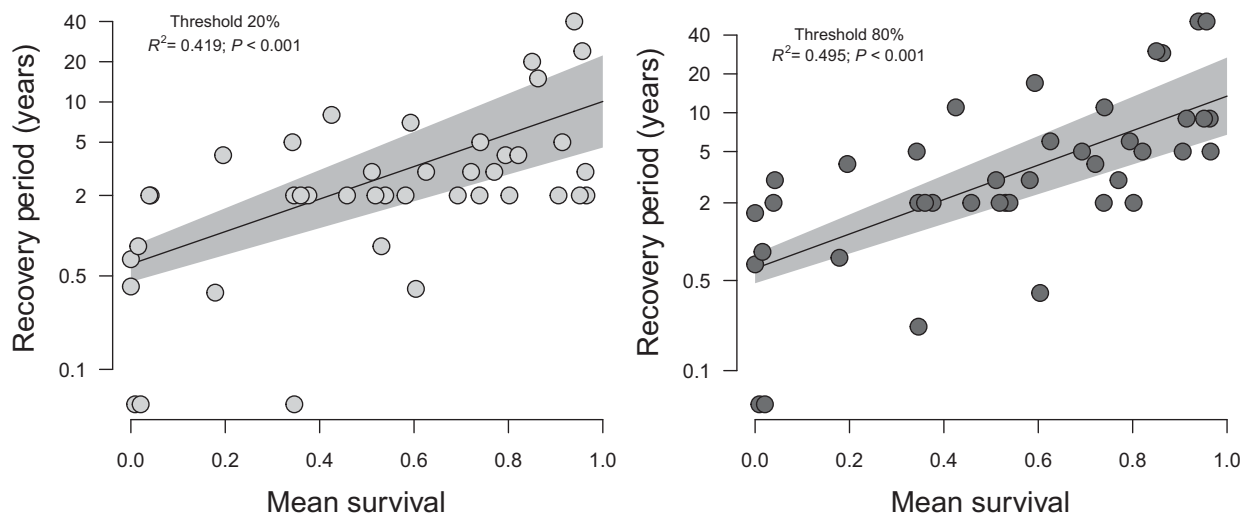 Threshold 20%
R²= 0.419; P < 0.001
Recovery period (years)
40
20
10
5
2
0.5
0.1
0.0 0.2 0.4 0.6 0.8 1.0
Mean survival
Threshold 80%
R²= 0.495; P < 0.001
Recovery period (years)
40
20
10
5
2
0.5
0.1
0.0 0.2 0.4 0.6 0.8 1.0
Mean survival